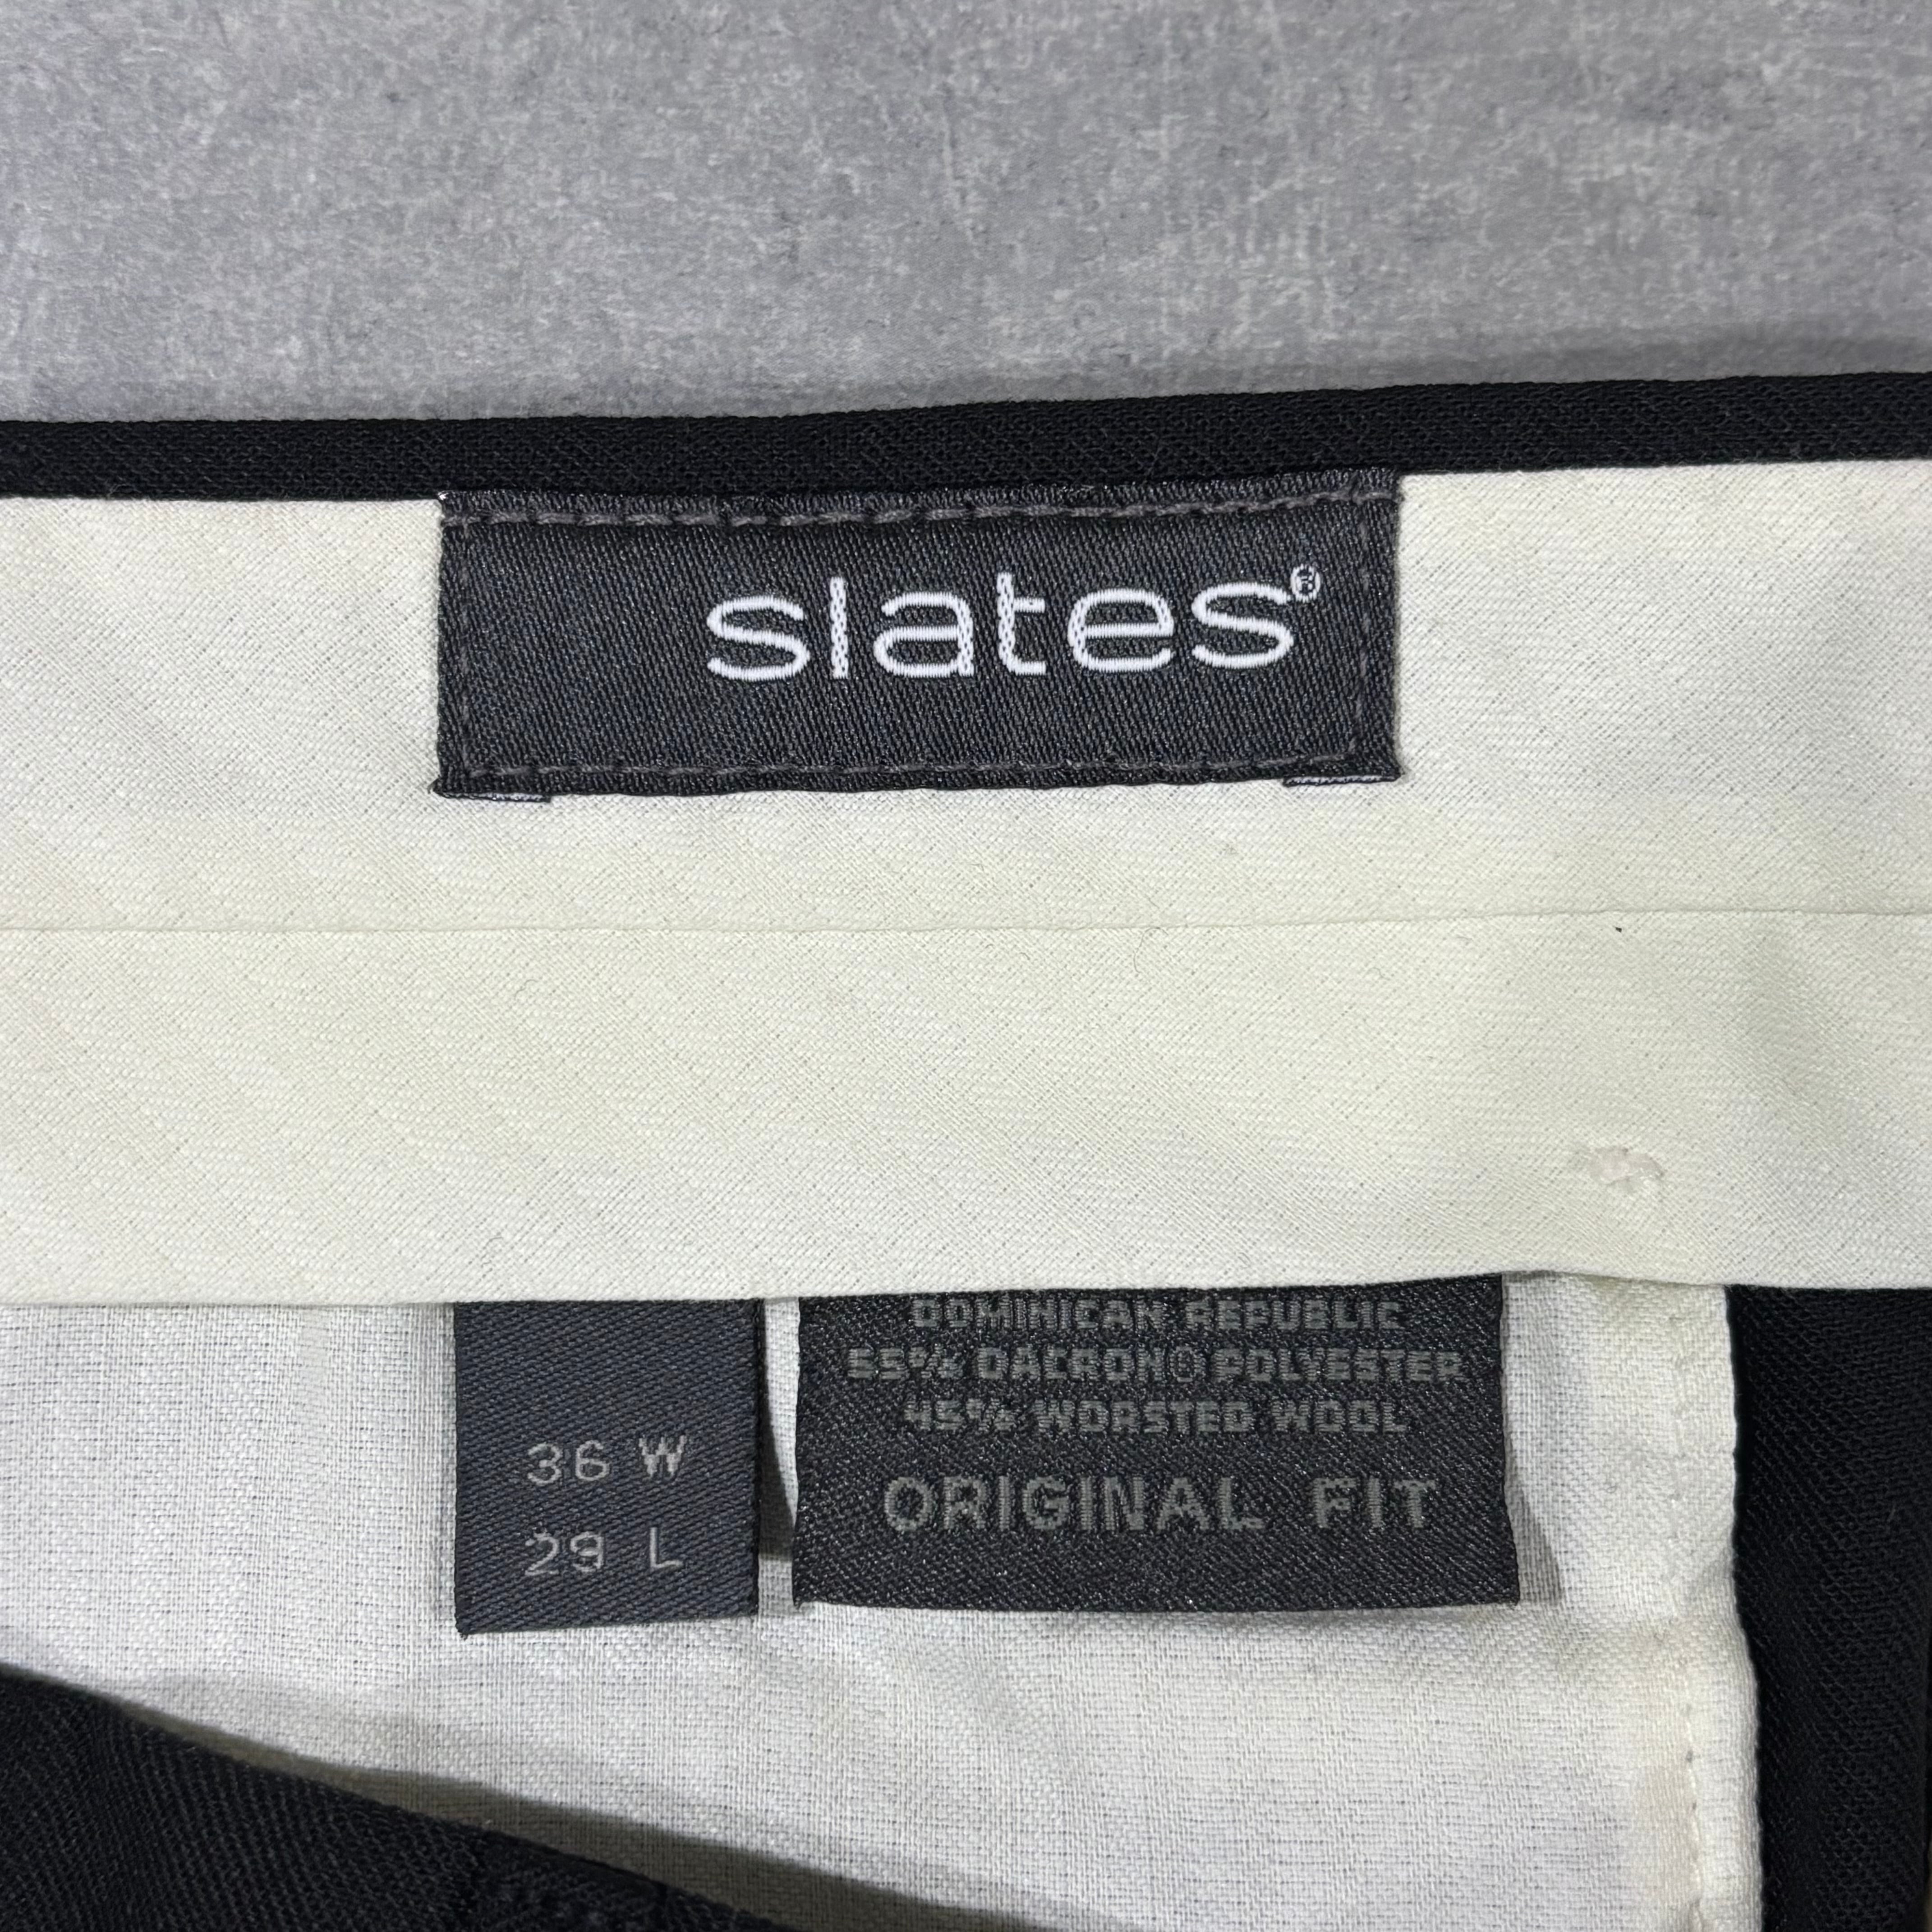 slates®
DOMINICAN REPUBLIC
55% DACRON® POLYESTER
45% WORSTED WOOL
ORIGINAL FIT
36 W
29 L